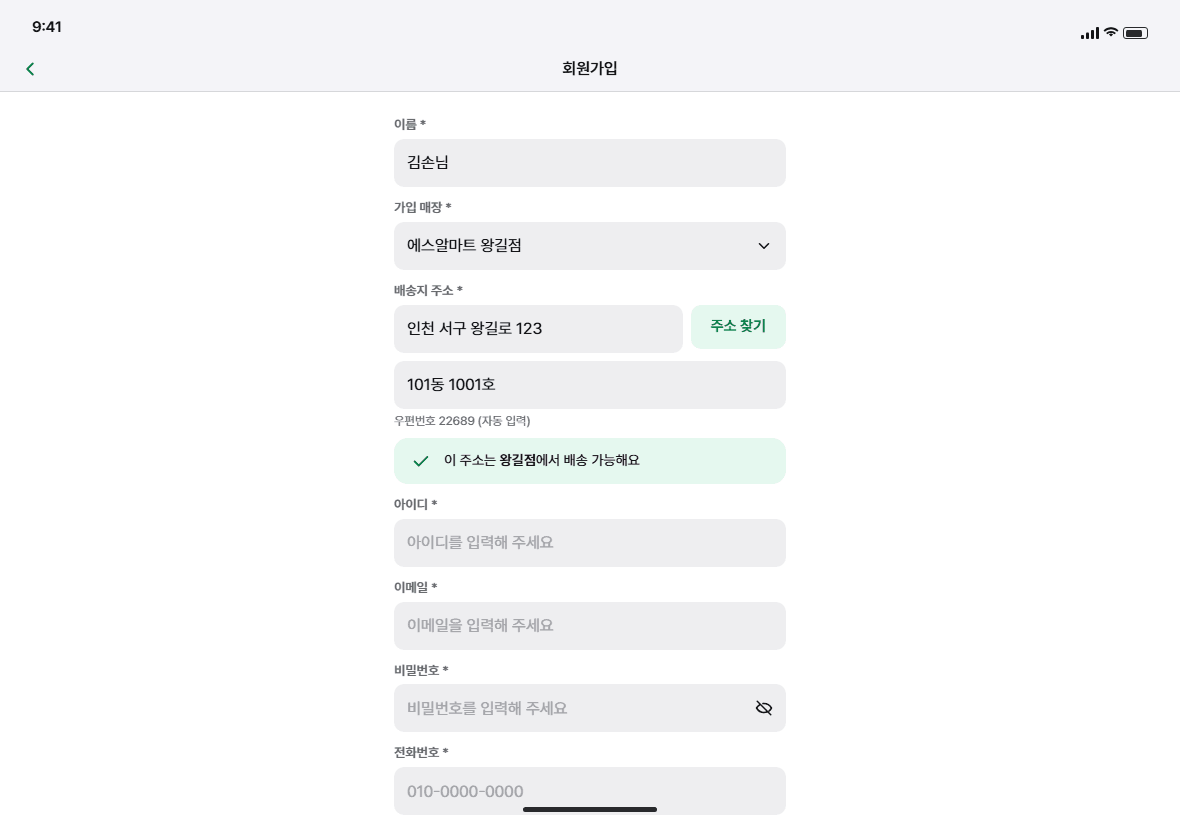 9:41
회원가입
이름 *
김손님
가입 매장 *
에스알마트 왕길점
배송지 주소 *
인천 서구 왕길로 123
주소 찾기
101동 1001호
우편번호 22689 (자동 입력)
이 주소는 왕길점에서 배송 가능해요
아이디 *
아이디를 입력해 주세요
이메일 *
이메일을 입력해 주세요
비밀번호 *
비밀번호를 입력해 주세요
전화번호 *
010-0000-0000